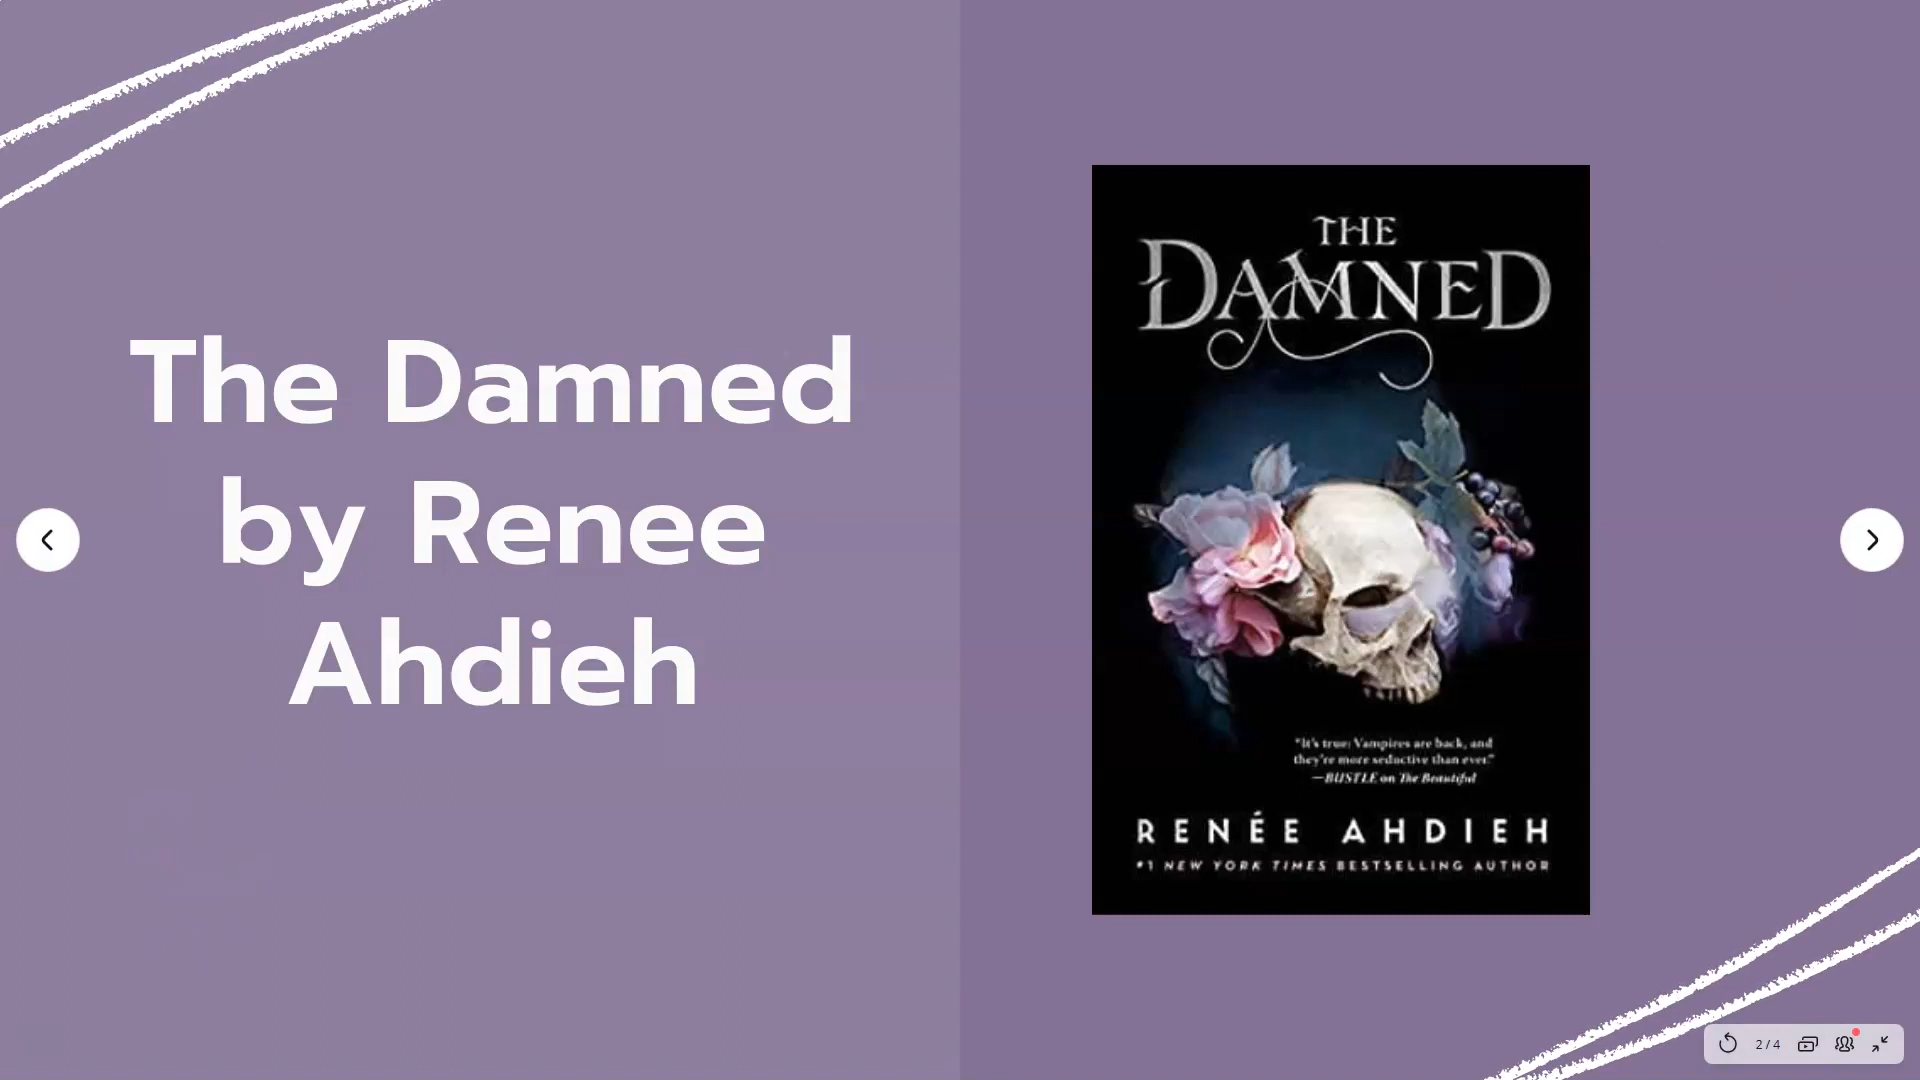 The Damned
by Renee
Ahdieh
THE
DAMNED
"It's true: Vampires are back, and
they're more seductive than ever."
—BUSTLE on The Beautiful
RENÉE AHDIEH
#1 NEW YORK TIMES BESTSELLING AUTHOR
2 / 4